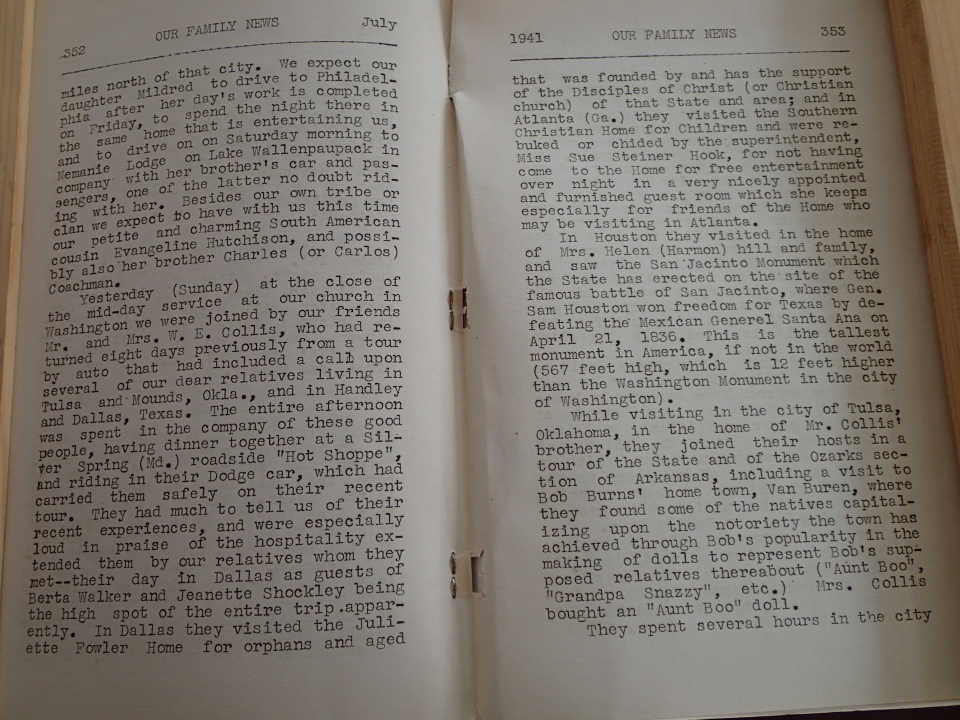 352 OUR FAMILY NEWS July
miles north of that city. We expect our
daughter Mildred to drive to Philadel-
phia after her day's work is completed
on Friday, to spend the night there in
the same home that is entertaining us,
and to drive on on Saturday morning to
Nemanie Lodge on Lake Wallenpaupack in
company with her brother's car and pas-
sengers, one of the latter no doubt rid-
ing with her. Besides our own tribe or
clan we expect to have with us this time
our petite and charming South American
cousin Evangeline Hutchison, and possi-
bly also her brother Charles (or Carlos)
Coachman.
Yesterday (Sunday) at the close of
the mid-day service at our church in
Washington we were joined by our friends
Mr. and Mrs. W. E. Collis, who had re-
turned eight days previously from a tour
by auto that had included a call upon
several of our dear relatives living in
Tulsa and Mounds, Okla., and in Handley
and Dallas, Texas. The entire afternoon
was spent in the company of these good
people, having dinner together at a Sil-
ver Spring (Md.) roadside "Hot Shoppe",
and riding in their Dodge car, which had
carried them safely on their recent
tour. They had much to tell us of their
recent experiences, and were especially
loud in praise of the hospitality ex-
tended them by our relatives whom they
met--their day in Dallas as guests of
Berta Walker and Jeanette Shockley being
the high spot of the entire trip.appar-
ently. In Dallas they visited the Juli-
ette Fowler Home for orphans and aged
1941 OUR FAMILY NEWS 353
that was founded by and has the support
of the Disciples of Christ (or Christian
church) of that State and area; and in
Atlanta (Ga.) they visited the Southern
Christian Home for Children and were re-
buked or chided by the superintendent,
Miss Sue Steiner Hook, for not having
come to the Home for free entertainment
over night in a very nicely appointed
and furnished guest room which she keeps
especially for friends of the Home who
may be visiting in Atlanta.
In Houston they visited in the home
of Mrs. Helen (Harmon) hill and family,
and saw the San Jacinto Monument which
the State has erected on the site of the
famous battle of San Jacinto, where Gen.
Sam Houston won freedom for Texas by de-
feating the Mexican Generel Santa Ana on
April 21, 1836. This is the tallest
monument in America, if not in the world
(567 feet high, which is 12 feet higher
than the Washington Monument in the city
of Washington).
While visiting in the city of Tulsa,
Oklahoma, in the home of Mr. Collis'
brother, they joined their hosts in a
tour of the State and of the Ozarks sec-
tion of Arkansas, including a visit to
Bob Burns' home town, Van Buren, where
they found some of the natives capital-
izing upon the notoriety the town has
achieved through Bob's popularity in the
making of dolls to represent Bob's sup-
posed relatives thereabout ("Aunt Boo",
"Grandpa Snazzy", etc.) Mrs. Collis
bought an "Aunt Boo" doll.
They spent several hours in the city